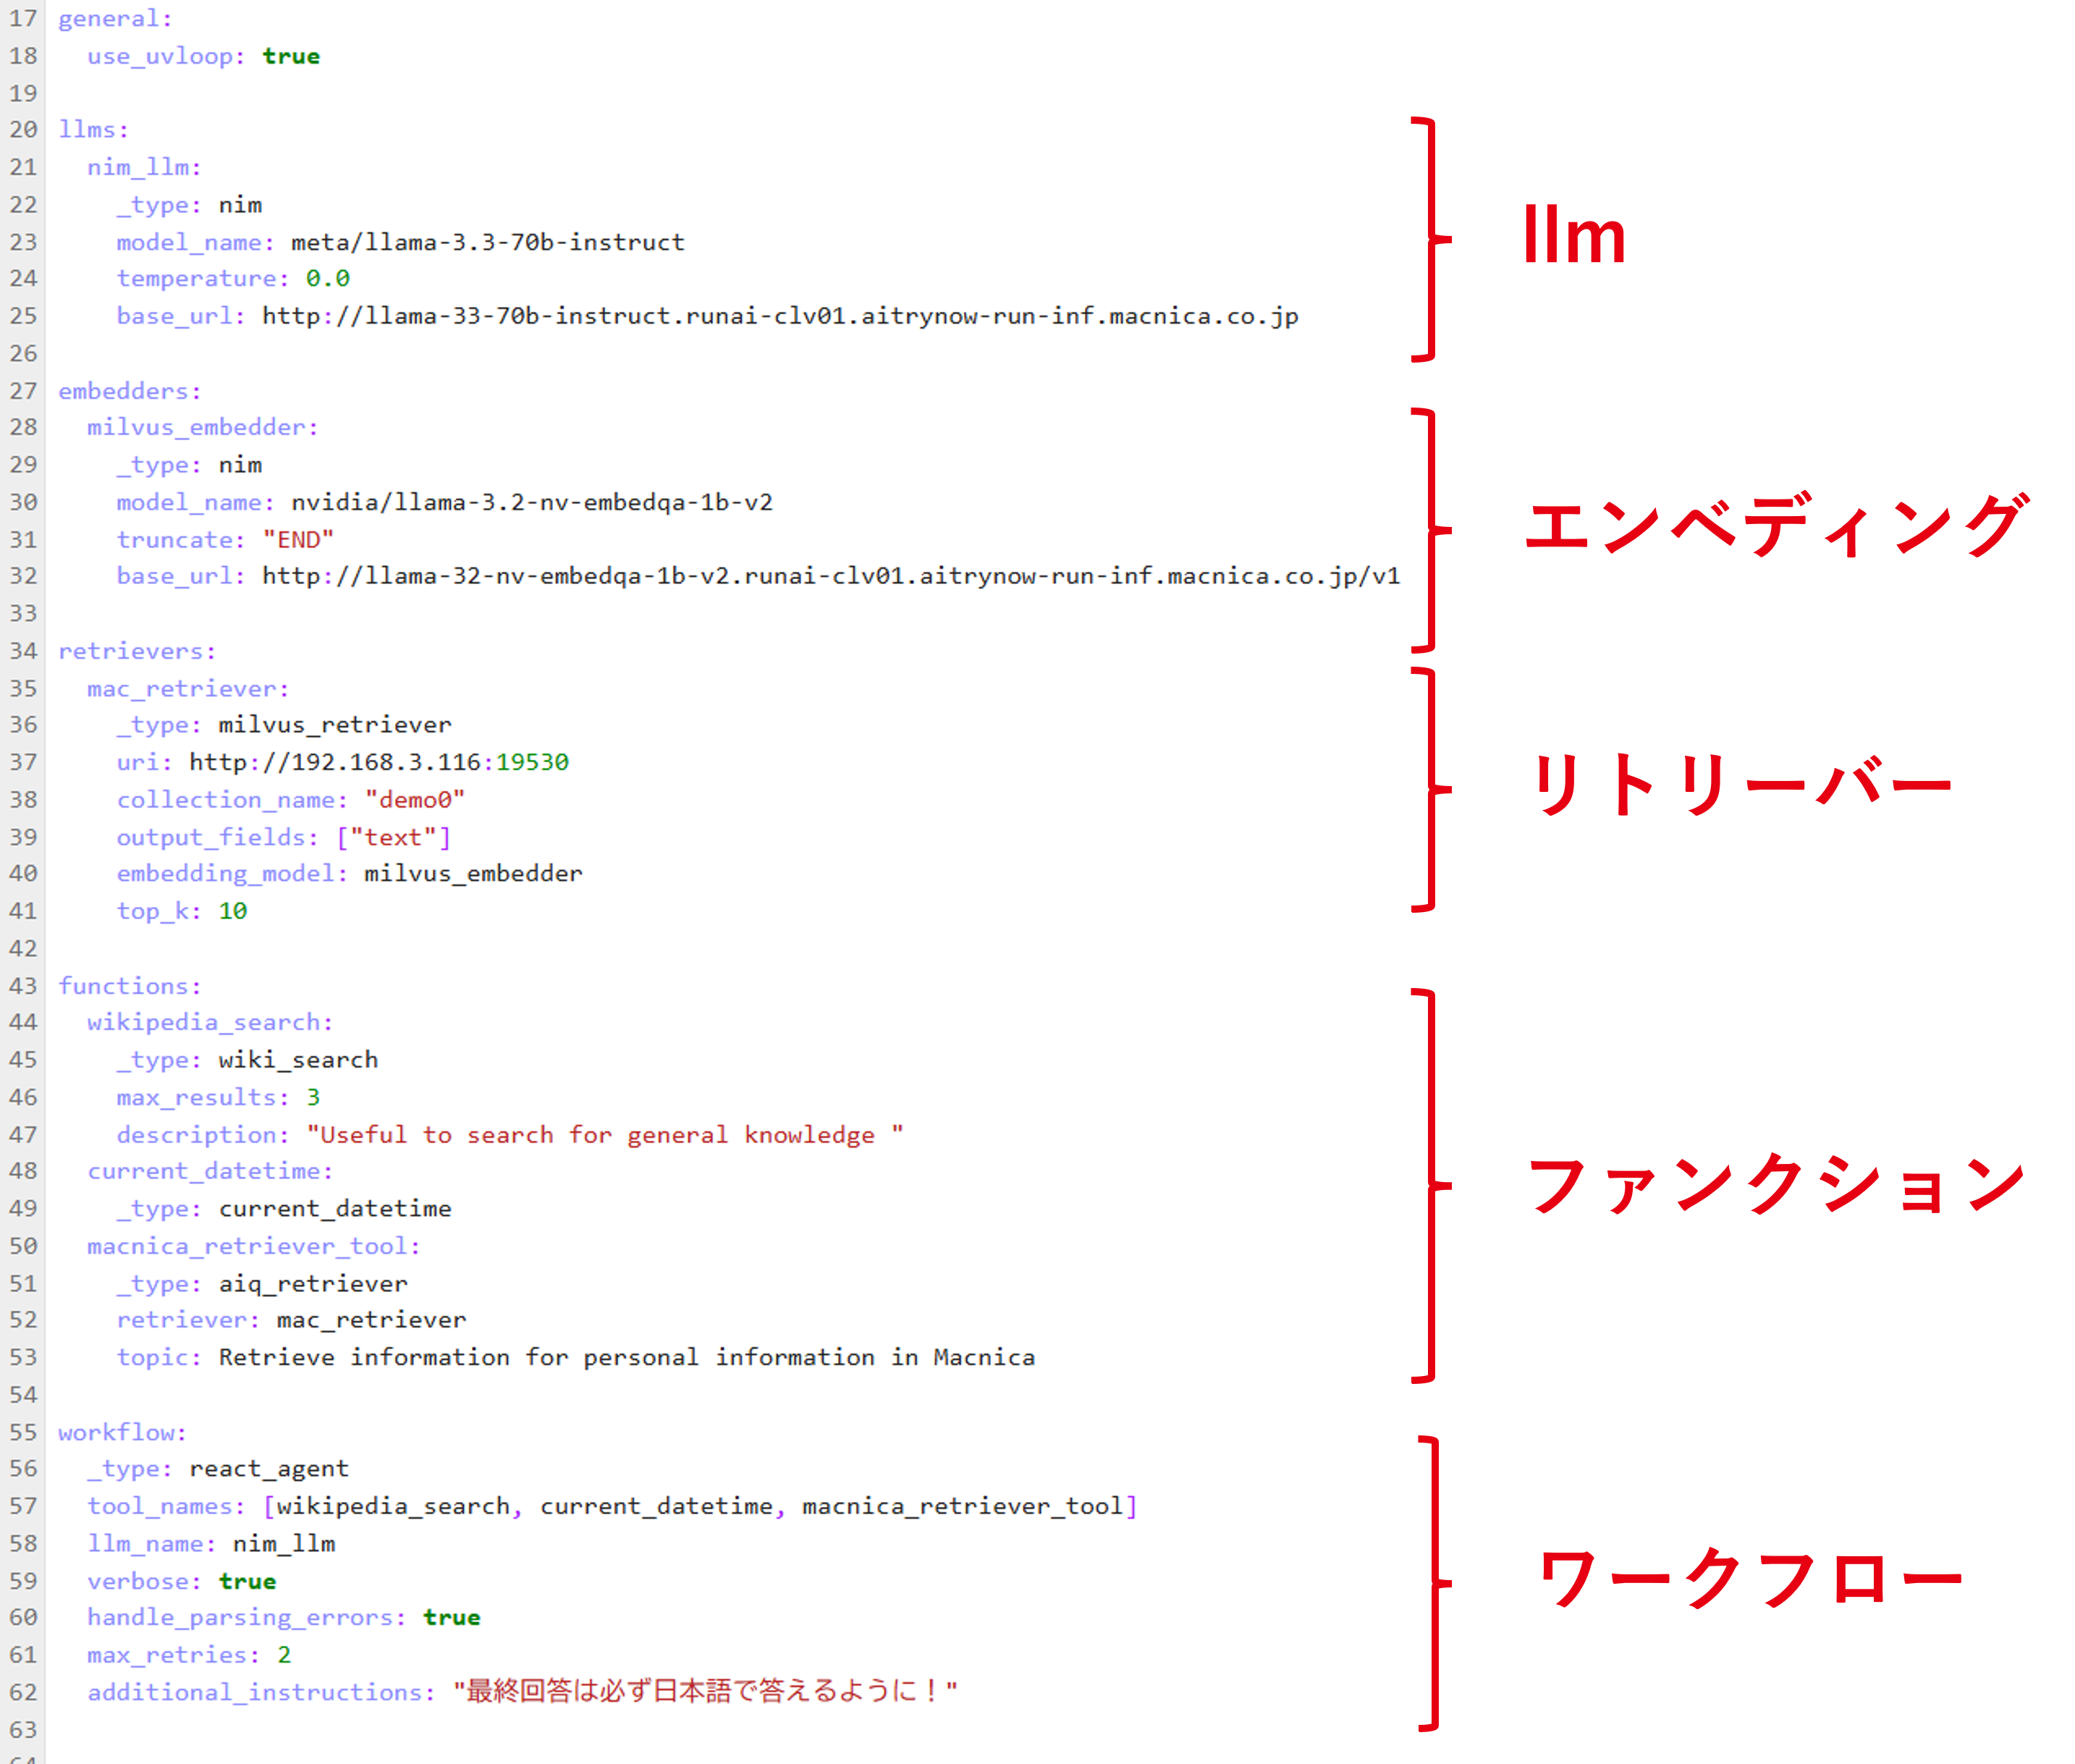 17 general:
18   use_uvloop: true
19
20 llms:
21   nim_llm:
22     _type: nim
23     model_name: meta/llama-3.3-70b-instruct
24     temperature: 0.0
25     base_url: http://llama-33-70b-instruct.runai-clv01.aitrynow-run-inf.macnica.co.jp
26
llm
27 embedders:
28   milvus_embedder:
29     _type: nim
30     model_name: nvidia/llama-3.2-nv-embedqa-1b-v2
31     truncate: "END"
32     base_url: http://llama-32-nv-embedqa-1b-v2.runai-clv01.aitrynow-run-inf.macnica.co.jp/v1
33
エンベディング
34 retrievers:
35   mac_retriever:
36     _type: milvus_retriever
37     uri: http://192.168.3.116:19530
38     collection_name: "demo0"
39     output_fields: ["text"]
40     embedding_model: milvus_embedder
41     top_k: 10
42
リトリーバー
43 functions:
44   wikipedia_search:
45     _type: wiki_search
46     max_results: 3
47     description: "Useful to search for general knowledge "
48   current_datetime:
49     _type: current_datetime
50   macnica_retriever_tool:
51     _type: aiq_retriever
52     retriever: mac_retriever
53     topic: Retrieve information for personal information in Macnica
54
ファンクション
55 workflow:
56   _type: react_agent
57   tool_names: [wikipedia_search, current_datetime, macnica_retriever_tool]
58   llm_name: nim_llm
59   verbose: true
60   handle_parsing_errors: true
61   max_retries: 2
62   additional_instructions: "最終回答は必ず日本語で答えるように！"
63
ワークフロー